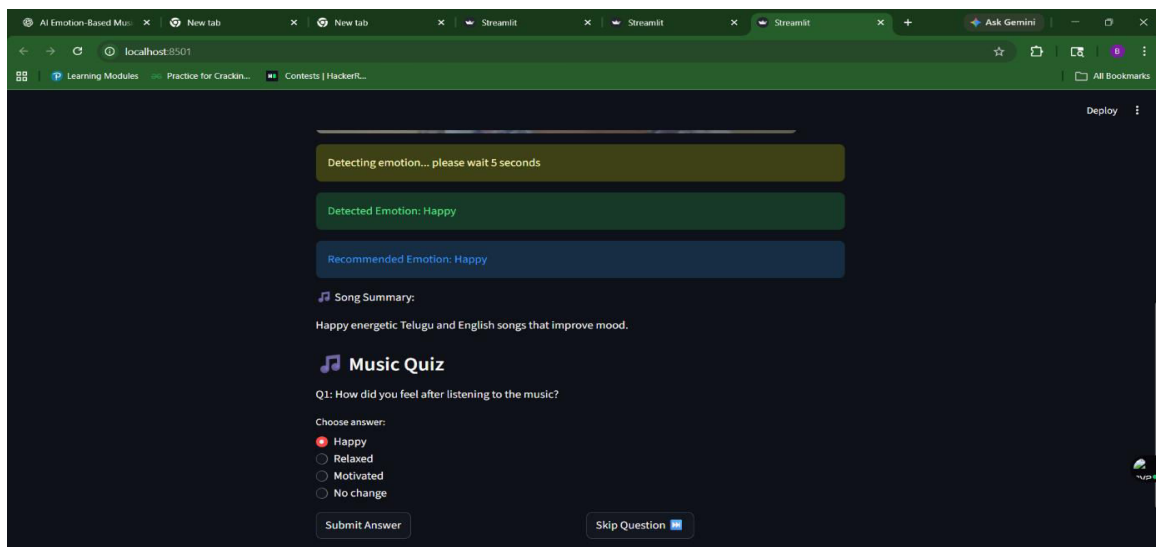 AI Emotion-Based Mus
New tab
New tab
Streamlit
Streamlit
Streamlit
Ask Gemini
localhost:8501
B
Learning Modules
Practice for Crackin...
Contests | HackerR...
All Bookmarks
Deploy
Detecting emotion... please wait 5 seconds
Detected Emotion: Happy
Recommended Emotion: Happy
Song Summary:
Happy energetic Telugu and English songs that improve mood.
Music Quiz
Q1: How did you feel after listening to the music?
Choose answer:
Happy
Relaxed
Motivated
No change
Submit Answer
Skip Question